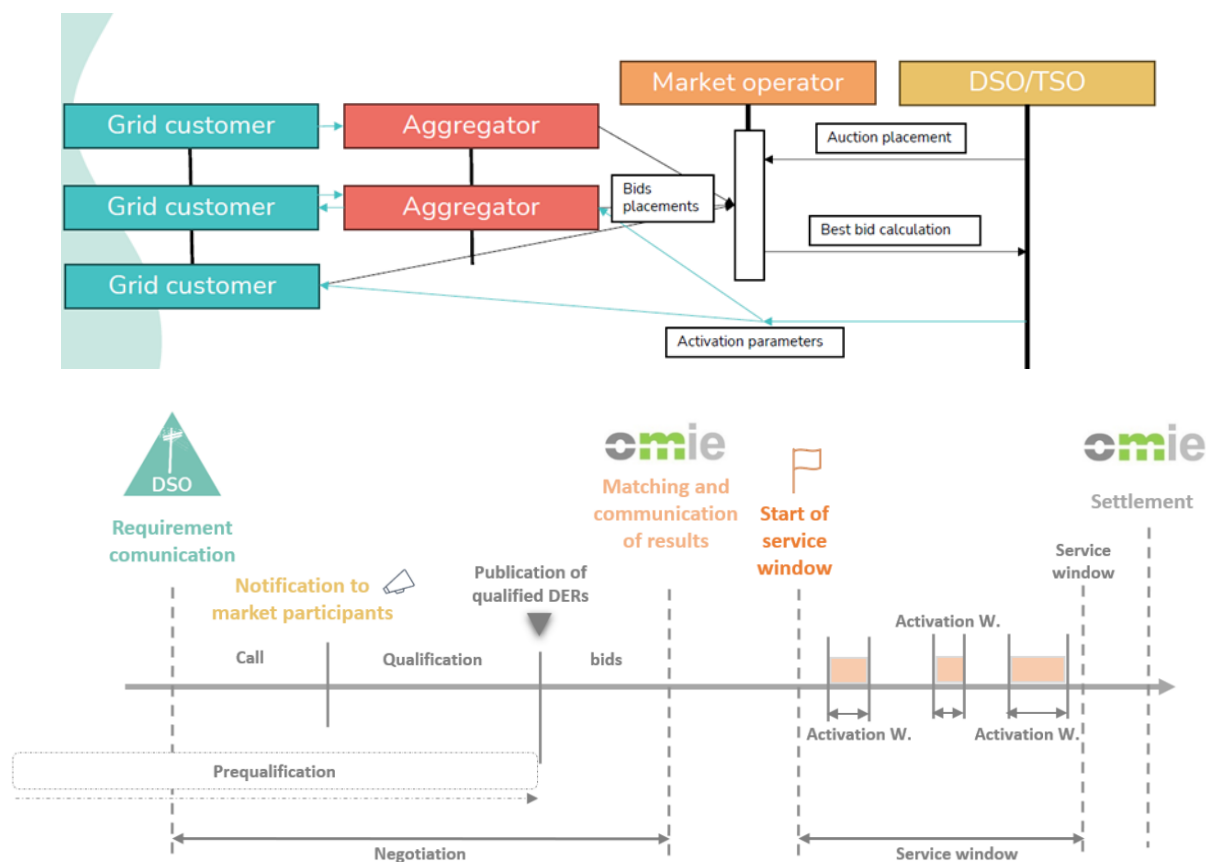 Market operator
DSO/TSO
Grid customer
Aggregator
Auction placement
Grid customer
Aggregator
Bids
placements
Best bid calculation
Grid customer
Activation parameters
DSO
omie
omie
Requirement
comunication
Matching and
communication
of results
Start of
service
window
Settlement
Service
window
Notification to
market participants
Publication of
qualified DERs
Activation W.
Call
Qualification
bids
Activation W.
Activation W.
Prequalification
Negotiation
Service window